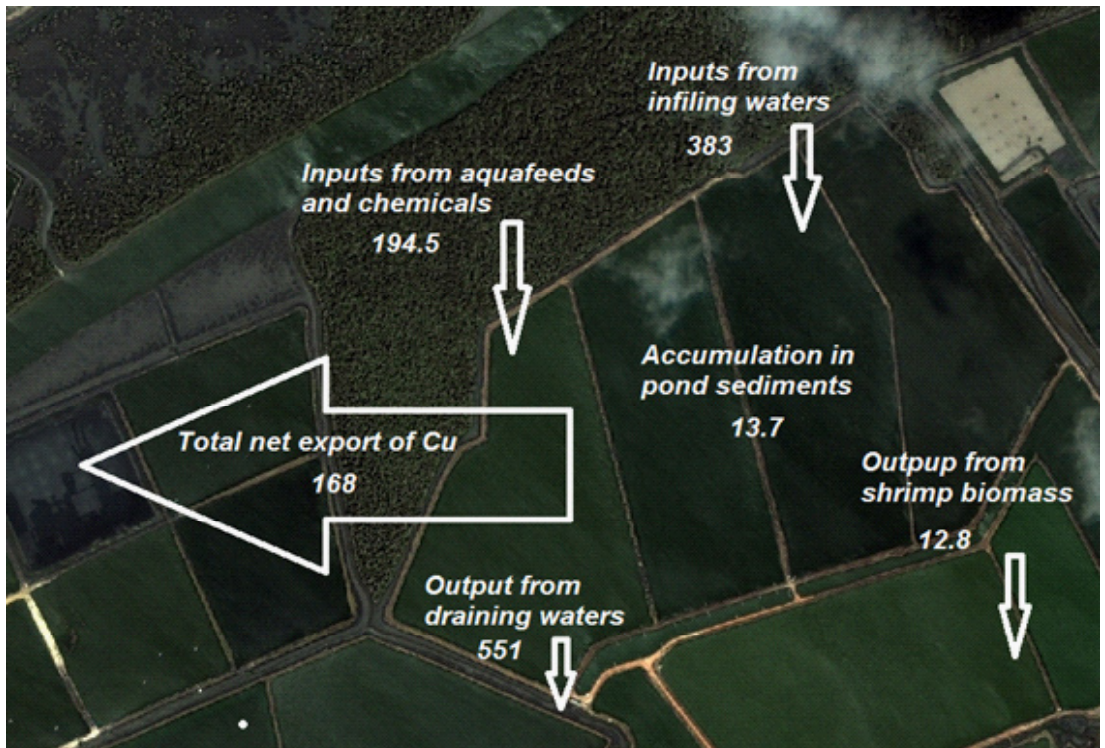 Inputs from
infiling waters
383
Inputs from aquafeeds
and chemicals
194.5
Accumulation in
pond sediments
13.7
Total net export of Cu
168
Outpup from
shrimp biomass
12.8
Output from
draining waters
551